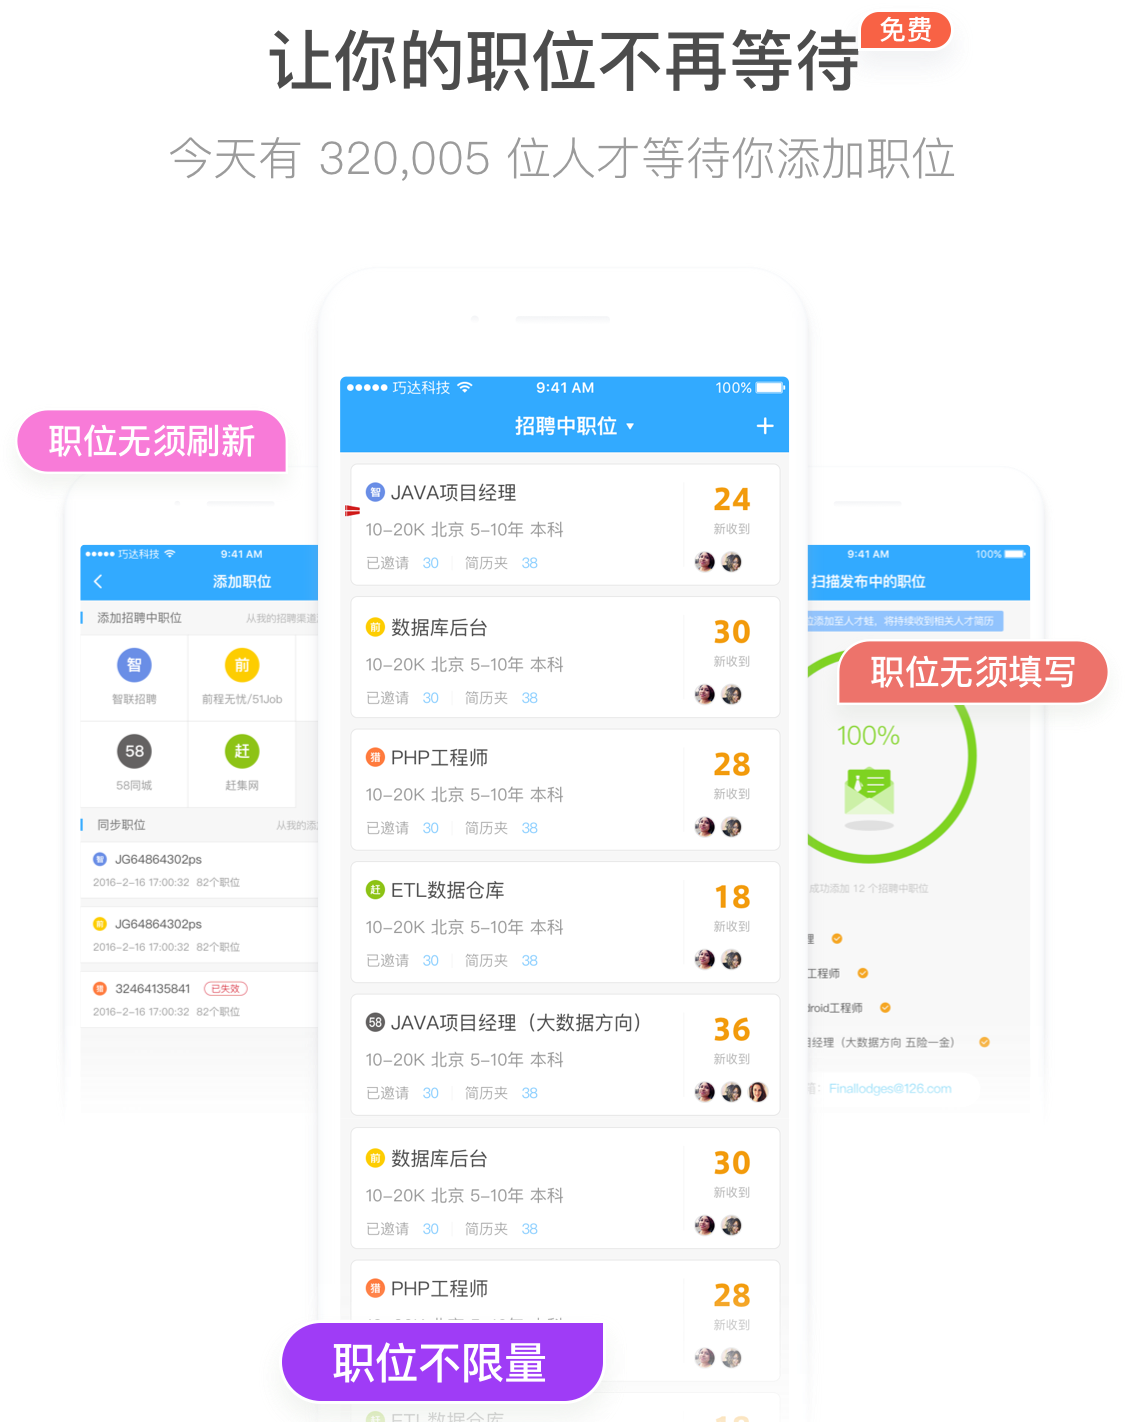 让你的职位不再等待
免费
今天有 320,005 位人才等待你添加职位
巧达科技 9:41 AM 100%
招聘中职位
职位无须刷新
智 JAVA项目经理
24
新收到
10-20K 北京 5-10年 本科
已邀请 30 简历夹 38
前 数据库后台
30
新收到
10-20K 北京 5-10年 本科
已邀请 30 简历夹 38
猎 PHP工程师
28
新收到
10-20K 北京 5-10年 本科
已邀请 30 简历夹 38
赶 ETL数据仓库
18
新收到
10-20K 北京 5-10年 本科
已邀请 30 简历夹 38
58 JAVA项目经理（大数据方向）
36
新收到
10-20K 北京 5-10年 本科
已邀请 30 简历夹 38
前 数据库后台
30
新收到
10-20K 北京 5-10年 本科
已邀请 30 简历夹 38
猎 PHP工程师
28
新收到
职位不限量
赶 ETL数据仓库
18
巧达科技 9:41 AM
添加职位
添加招聘中职位 从我的招聘渠道
智
智联招聘
前
前程无忧/51Job
58
58同城
赶
赶集网
同步职位 从我的添
智 JG64864302ps
2016-2-16 17:00:32 82个职位
前 JG64864302ps
2016-2-16 17:00:32 82个职位
猎 32464135841 已失效
2016-2-16 17:00:32 82个职位
9:41 AM 100%
扫描发布中的职位
位添加至人才蛙，将持续收到相关人才简历
职位无须填写
100%
成功添加 12 个招聘中职位
理
工程师
droid工程师
目经理（大数据方向 五险一金）
箱：Finallodges@126.com